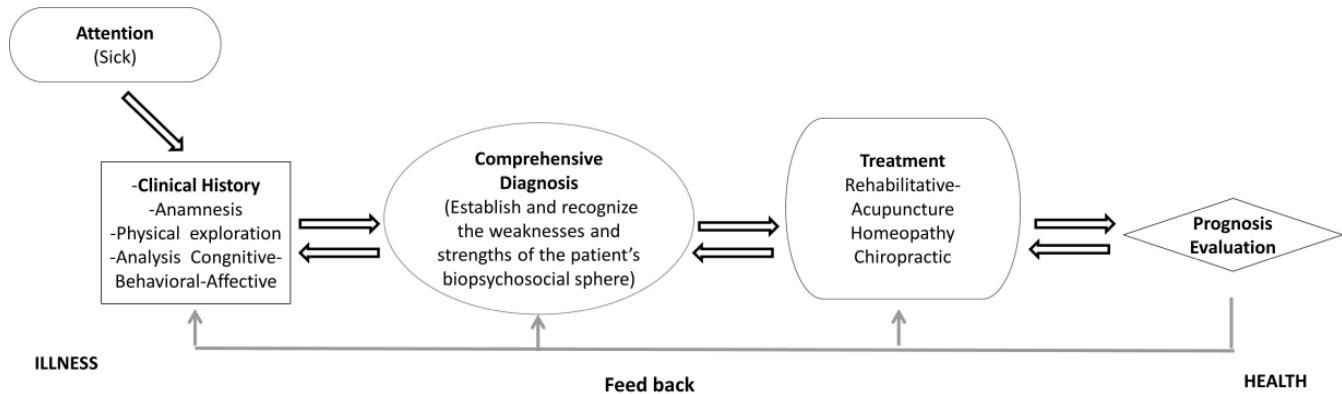 Attention
(Sick)
-Clinical History
-Anamnesis
-Physical exploration
-Analysis Congnitive-
Behavioral-Affective
Comprehensive
Diagnosis
(Establish and recognize
the weaknesses and
strengths of the patient's
biopsychosocial sphere)
Treatment
Rehabilitative-
Acupuncture
Homeopathy
Chiropractic
Prognosis
Evaluation
ILLNESS
Feed back
HEALTH